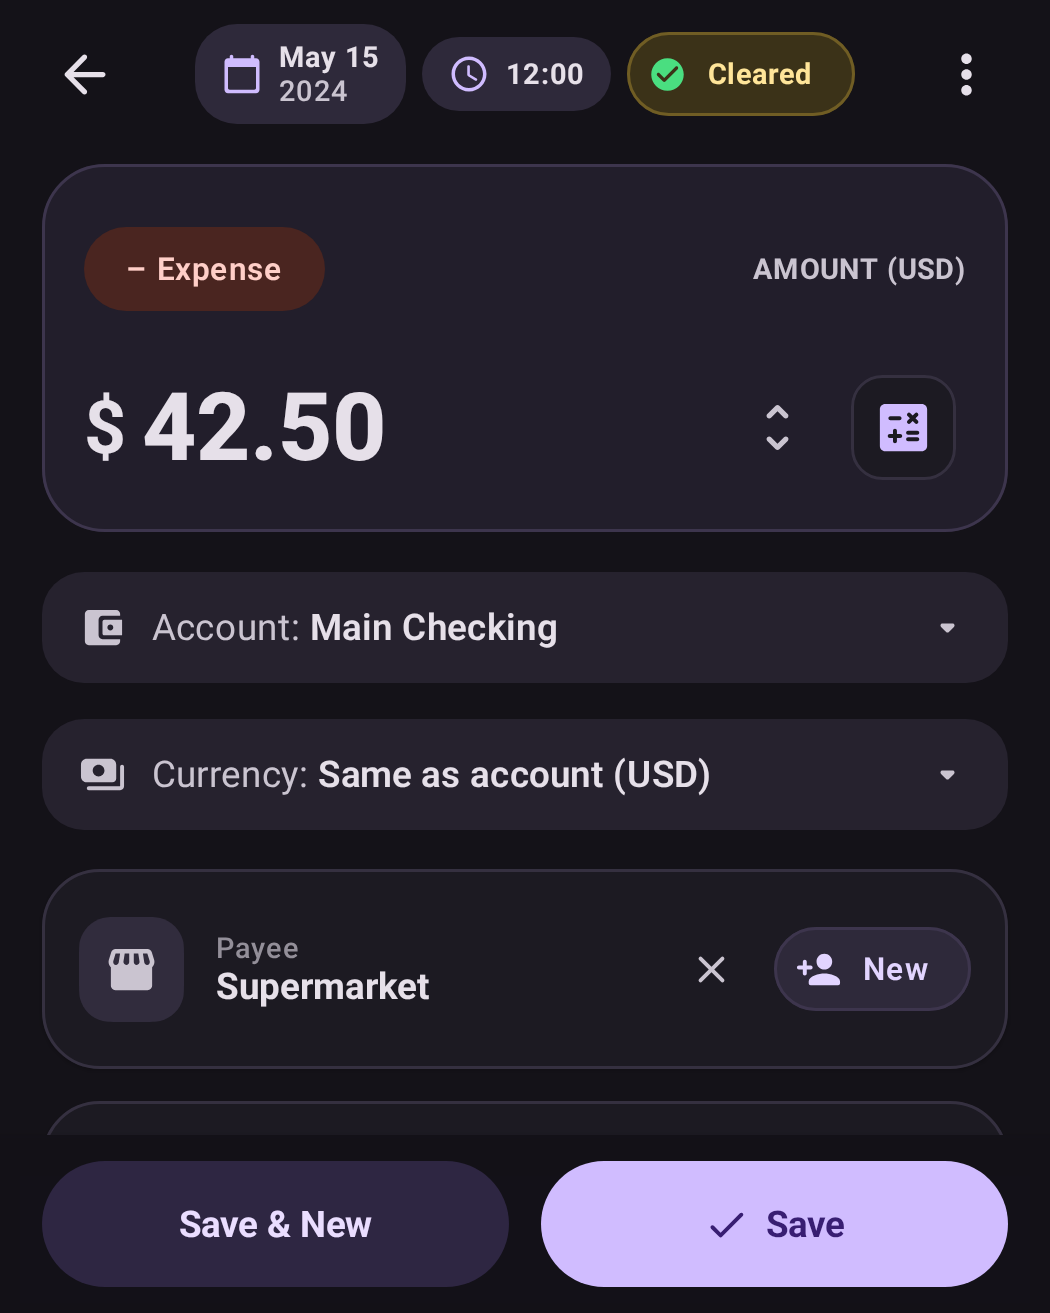 May 15
2024
12:00
Cleared
– Expense
AMOUNT (USD)
$ 42.50
Account: Main Checking
Currency: Same as account (USD)
Payee
Supermarket
New
Save & New
Save